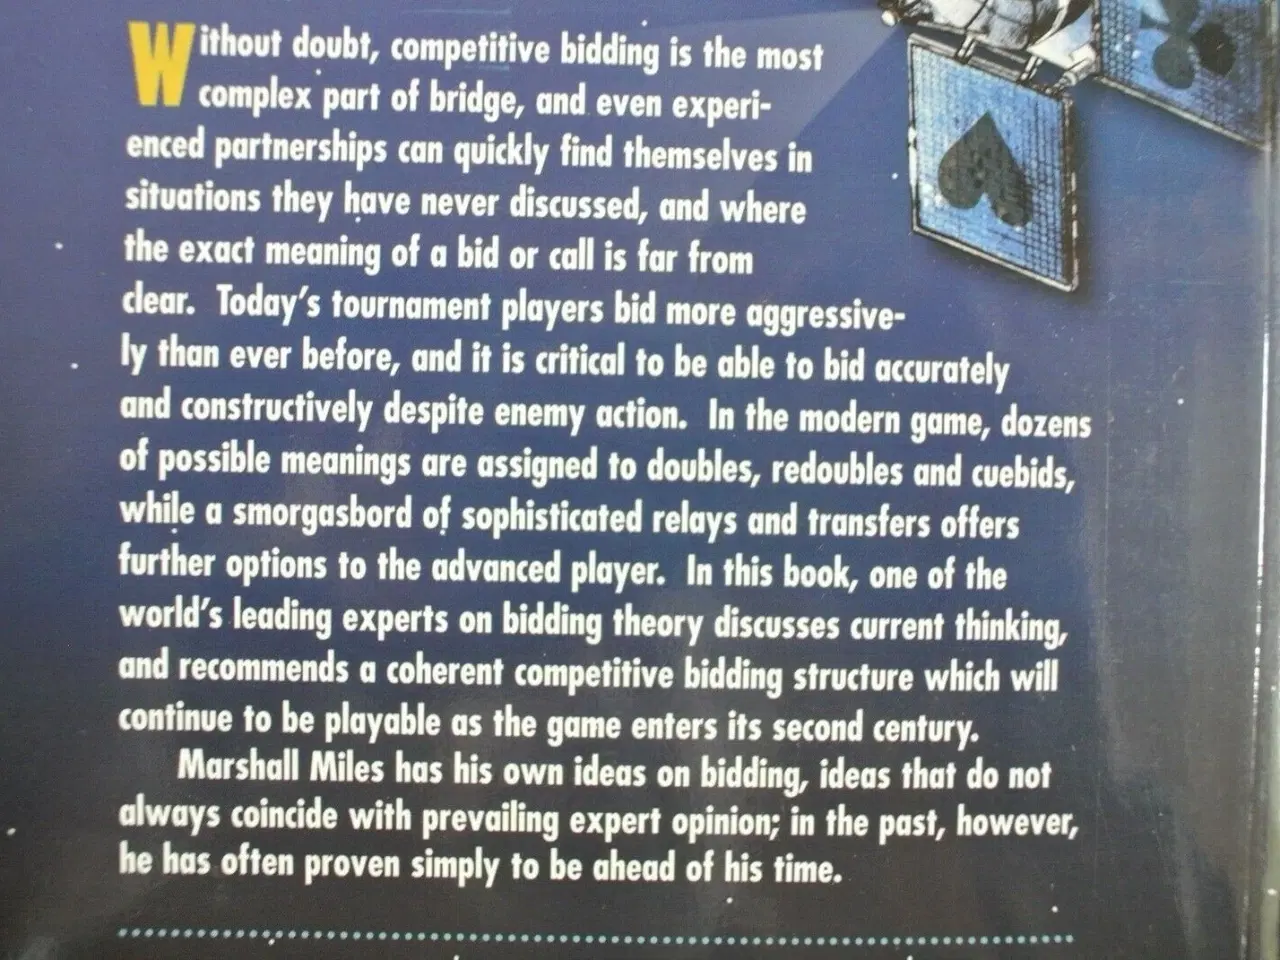 Without doubt, competitive bidding is the most
complex part of bridge, and even experi-
enced partnerships can quickly find themselves in
situations they have never discussed, and where
the exact meaning of a bid or call is far from
clear. Today's tournament players bid more aggressive-
ly than ever before, and it is critical to be able to bid accurately
and constructively despite enemy action. In the modern game, dozens
of possible meanings are assigned to doubles, redoubles and cuebids,
while a smorgasbord of sophisticated relays and transfers offers
further options to the advanced player. In this book, one of the
world's leading experts on bidding theory discusses current thinking,
and recommends a coherent competitive bidding structure which will
continue to be playable as the game enters its second century.
Marshall Miles has his own ideas on bidding, ideas that do not
always coincide with prevailing expert opinion; in the past, however,
he has often proven simply to be ahead of his time.